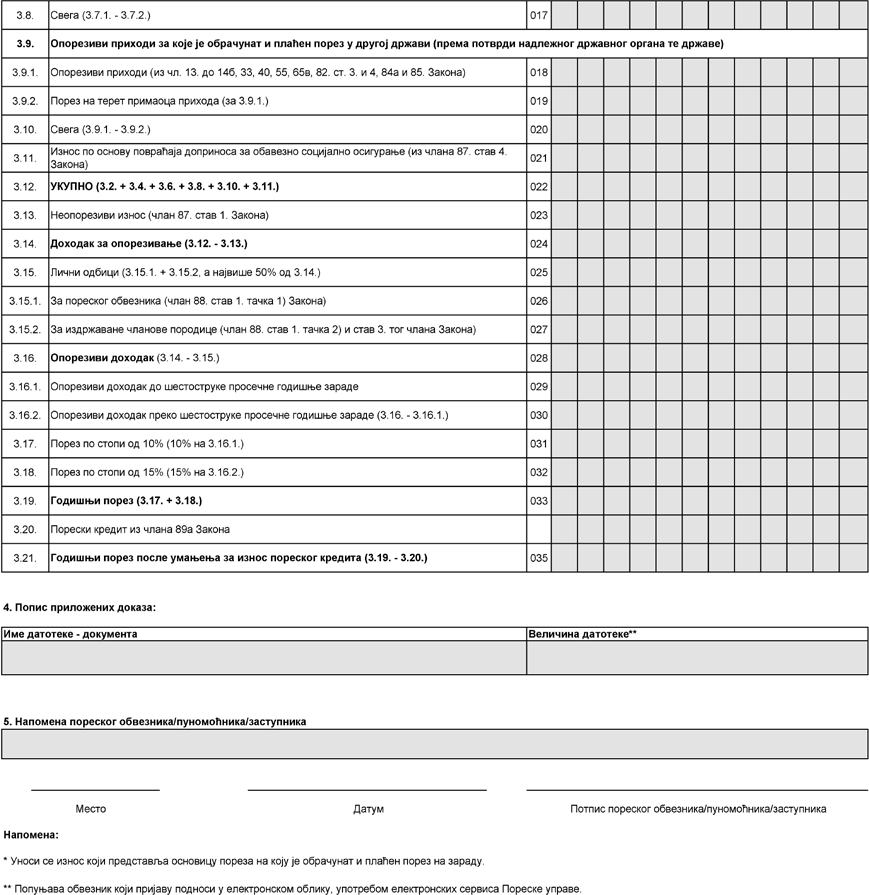 3.8. Свега (3.7.1. - 3.7.2.) 017
3.9. Опорезиви приходи за које је обрачунат и плаћен порез у другој држави (према потврди надлежног државног органа те државе)
3.9.1. Опорезиви приходи (из чл. 13. до 14б, 33, 40, 55, 65в, 82. ст. 3. и 4, 84а и 85. Закона) 018
3.9.2. Порез на терет примаоца прихода (за 3.9.1.) 019
3.10. Свега (3.9.1. - 3.9.2.) 020
3.11. Износ по основу повраћаја доприноса за обавезно социјално осигурање (из члана 87. став 4.
Закона) 021
3.12. УКУПНО (3.2. + 3.4. + 3.6. + 3.8. + 3.10. + 3.11.) 022
3.13. Неопорезиви износ (члан 87. став 1. Закона) 023
3.14. Доходак за опорезивање (3.12. - 3.13.) 024
3.15. Лични одбици (3.15.1. + 3.15.2, а највише 50% од 3.14.) 025
3.15.1. За пореског обвезника (члан 88. став 1. тачка 1) Закона) 026
3.15.2. За издржаване чланове породице (члан 88. став 1. тачка 2) и став 3. тог члана Закона) 027
3.16. Опорезиви доходак (3.14. - 3.15.) 028
3.16.1. Опорезиви доходак до шестоструке просечне годишње зараде 029
3.16.2. Опорезиви доходак преко шестоструке просечне годишње зараде (3.16. - 3.16.1.) 030
3.17. Порез по стопи од 10% (10% на 3.16.1.) 031
3.18. Порез по стопи од 15% (15% на 3.16.2.) 032
3.19. Годишњи порез (3.17. + 3.18.) 033
3.20. Порески кредит из члана 89а Закона
3.21. Годишњи порез после умањења за износ пореског кредита (3.19. - 3.20.) 035
4. Попис приложених доказа:
Име датотеке - документа Величина датотеке**
5. Напомена пореског обвезника/пуномоћника/заступника
Место Датум Потпис пореског обвезника/пуномоћника/заступника
Напомена:
* Уноси се износ који представља основицу пореза на коју је обрачунат и плаћен порез на зараду.
** Попуњава обвезник који пријаву подноси у електронском облику, употребом електронских сервиса Пореске управе.